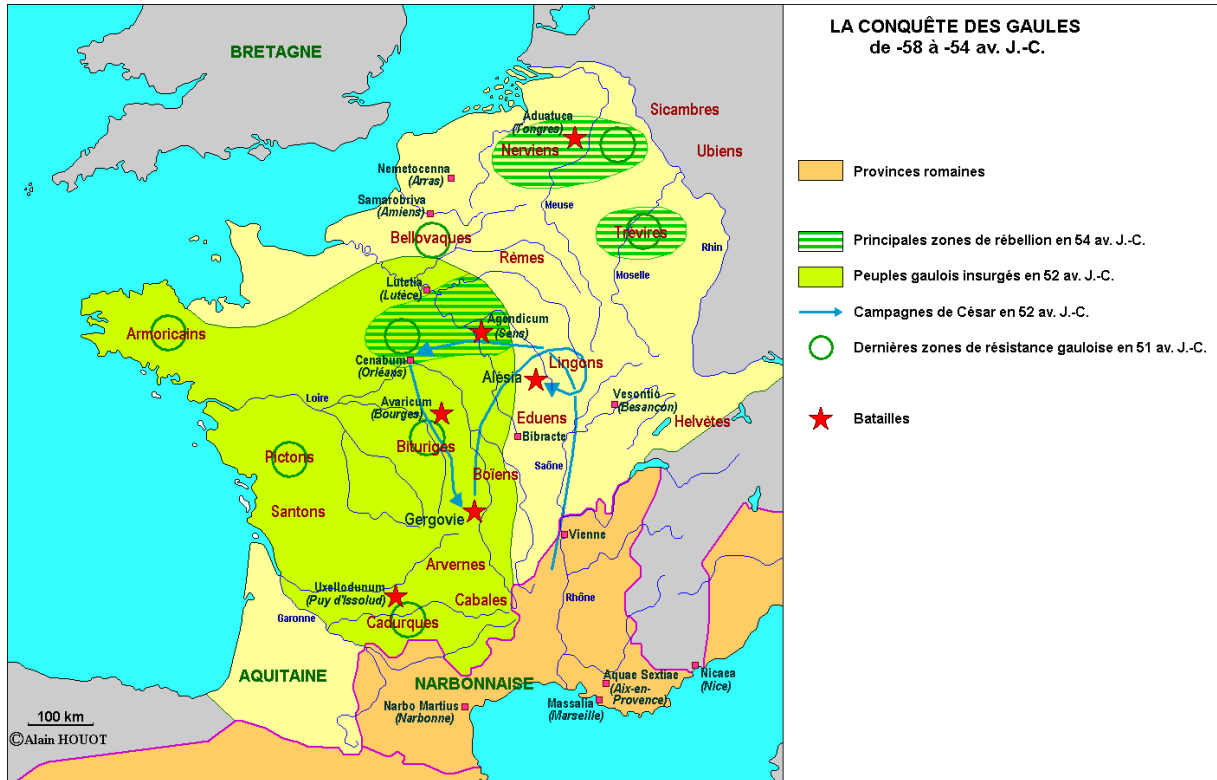 LA CONQUÊTE DES GAULES
de -58 à -54 av. J.-C.
Provinces romaines
Principales zones de rébellion en 54 av. J.-C.
Peuples gaulois insurgés en 52 av. J.-C.
Campagnes de César en 52 av. J.-C.
Dernières zones de résistance gauloise en 51 av. J.-C.
Batailles
BRETAGNE
Sicambres
Aduatuca
(Tongres)
Nerviens
Ubiens
Nemetocenna
(Arras)
Samarobriva
(Amiens)
Meuse
Bellovaques
Trévires
Rèmes
Rhin
Moselle
Lutetia
(Lutèce)
Armoricains
Agendicum
(Sens)
Cenabum
(Orléans)
Lingons
Alésia
Vesontio
(Besançon)
Loire
Avaricum
(Bourges)
Eduens
Helvètes
Bibracte
Bituriges
Pictons
Saône
Boïens
Santons
Gergovie
Vienne
Arvernes
Uxellodunum
(Puy d'Issolud)
Cabales
Rhône
Garonne
Cadurques
AQUITAINE
NARBONNAISE
Aquae Sextiae
(Aix-en-
Provence)
Nicaea
(Nice)
Narbo Martius
(Narbonne)
Massalia
(Marseille)
100 km
©Alain HOUOT